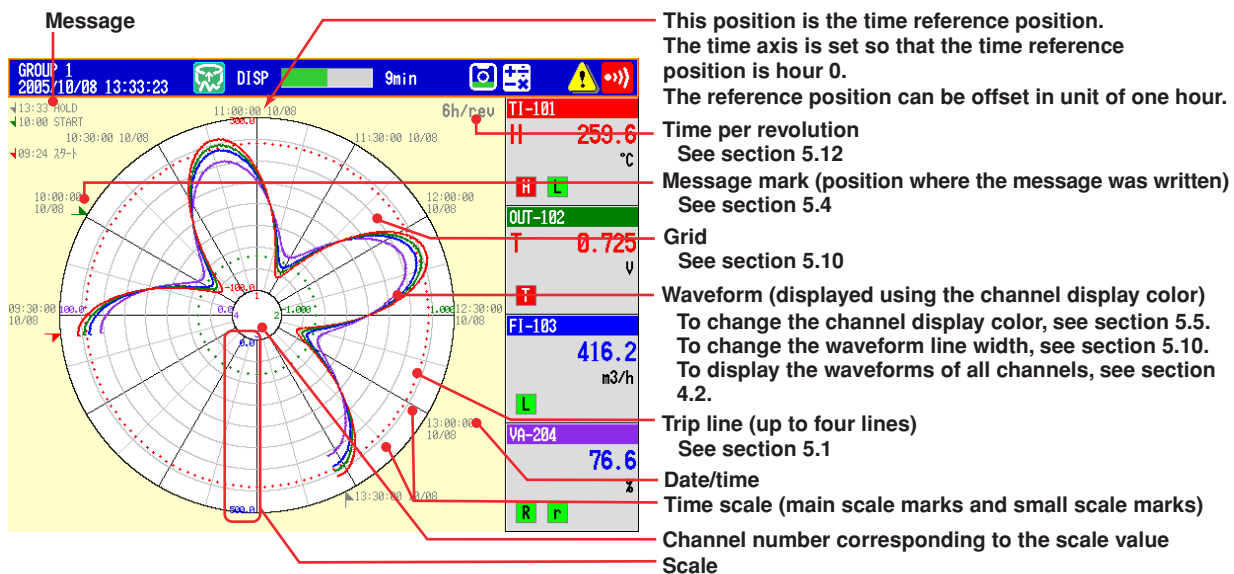 Message
This position is the time reference position.
The time axis is set so that the time reference
position is hour 0.
The reference position can be offset in unit of one hour.
Time per revolution
See section 5.12
Message mark (position where the message was written)
See section 5.4
Grid
See section 5.10
Waveform (displayed using the channel display color)
To change the channel display color, see section 5.5.
To change the waveform line width, see section 5.10.
To display the waveforms of all channels, see section
4.2.
Trip line (up to four lines)
See section 5.1
Date/time
Time scale (main scale marks and small scale marks)
Channel number corresponding to the scale value
Scale
GROUP 1
2005/10/08 13:33:23
DISP
9min
13:33 HOLD
10:00 START
09:24 スタート
11:00:00 10/08
300.0
6h/rev
10:30:00 10/08
11:30:00 10/08
10:00:00
10/08
12:00:00
10/08
09:30:00
10/08
100.0
-100.0
1
0.0
4
2
-1.000
0.0
1.000
12:30:00
10/08
13:00:00
10/08
13:30:00 10/08
500.0
TI-101
H 259.6
°C
H L
OUT-102
T 0.725
V
T
FI-103
416.2
m3/h
L
VA-204
76.6
%
R r